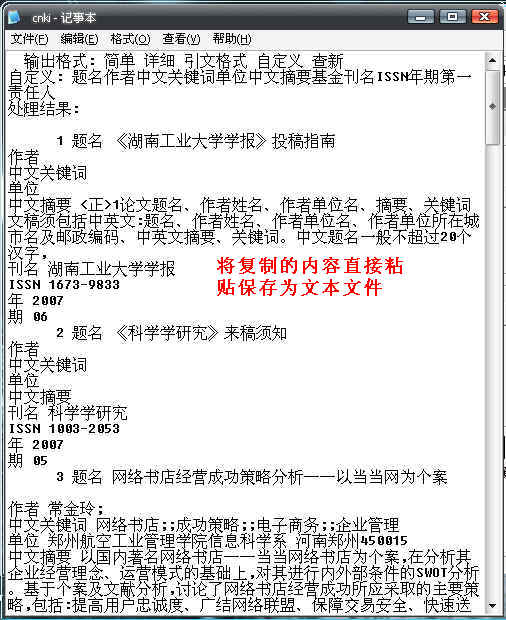 cnki - 记事本
文件(F) 编辑(E) 格式(O) 查看(V) 帮助(H)
输出格式: 简单 详细 引文格式 自定义 查新
自定义: 题名作者中文关键词单位中文摘要基金刊名ISSN年期第一
责任人
处理结果:
1 题名 《湖南工业大学学报》投稿指南
作者
中文关键词
单位
中文摘要 <正>1论文题名、作者姓名、作者单位名、摘要、关键词
文稿须包括中英文:题名、作者姓名、作者单位名、作者单位所在城
市名及邮政编码、中英文摘要、关键词。中文题名一般不超过20个
汉字,
刊名 湖南工业大学学报
ISSN 1673-9833
年 2007
期 06
将复制的内容直接粘
贴保存为文本文件
2 题名 《科学学研究》来稿须知
作者
中文关键词
单位
中文摘要
刊名 科学学研究
ISSN 1003-2053
年 2007
期 05
3 题名 网络书店经营成功策略分析——以当当网为个案
作者 常金玲;
中文关键词 网络书店;;成功策略;;电子商务;;企业管理
单位 郑州航空工业管理学院信息科学系 河南郑州450015
中文摘要 以国内著名网络书店——当当网络书店为个案,在分析其
企业经营理念、运营模式的基础上,对其进行内外部条件的SWOT分析
。基于个案及文献分析,讨论了网络书店经营成功所应采取的主要策
略,包括:提高用户忠诚度、广结网络联盟、保障交易安全、快速送